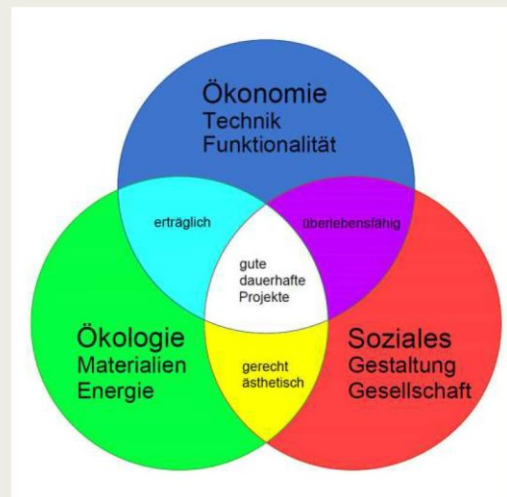 Ökonomie
Technik
Funktionalität
erträglich
überlebensfähig
gute
dauerhafte
Projekte
Ökologie
Materialien
Energie
gerecht
ästhetisch
Soziales
Gestaltung
Gesellschaft